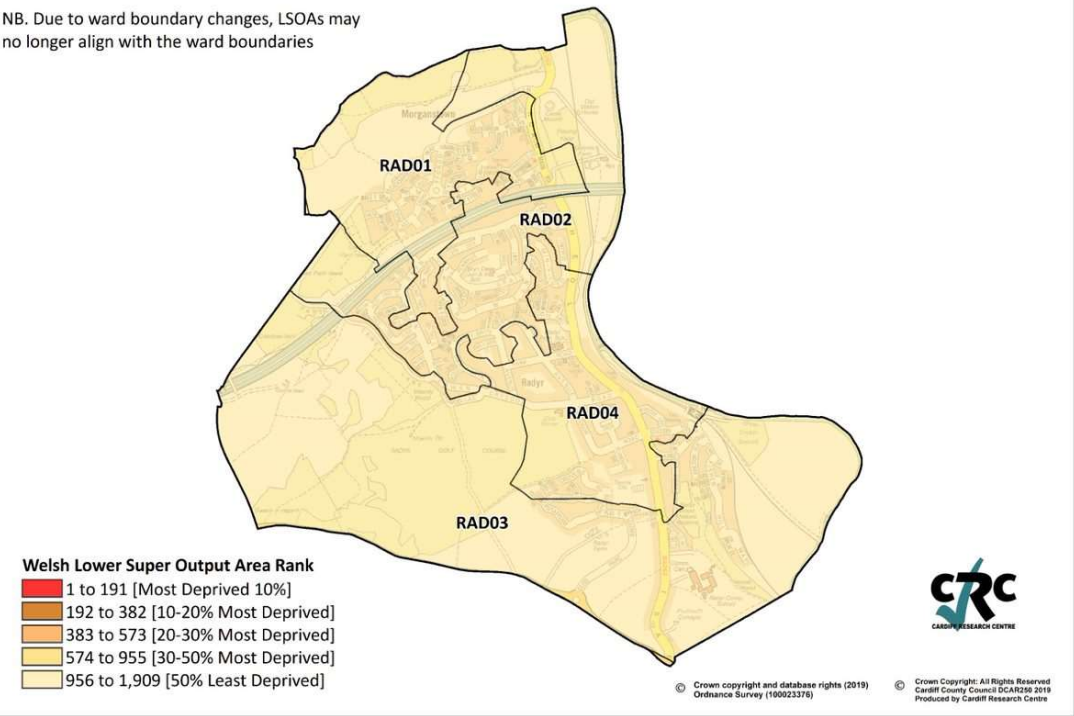 NB. Due to ward boundary changes, LSOAs may
no longer align with the ward boundaries
Morganstown
RAD01
RAD02
Radyr
RAD04
GOLF
RAD03
Welsh Lower Super Output Area Rank
1 to 191 [Most Deprived 10%]
192 to 382 [10-20% Most Deprived]
383 to 573 [20-30% Most Deprived]
574 to 955 [30-50% Most Deprived]
956 to 1,909 [50% Least Deprived]
CRC
CARDIFF RESEARCH CENTRE
© Crown copyright and database rights (2019)
Ordnance Survey (100023376)
© Crown Copyright: All Rights Reserved
Cardiff County Council DCAR250 2019
Produced by Cardiff Research Centre